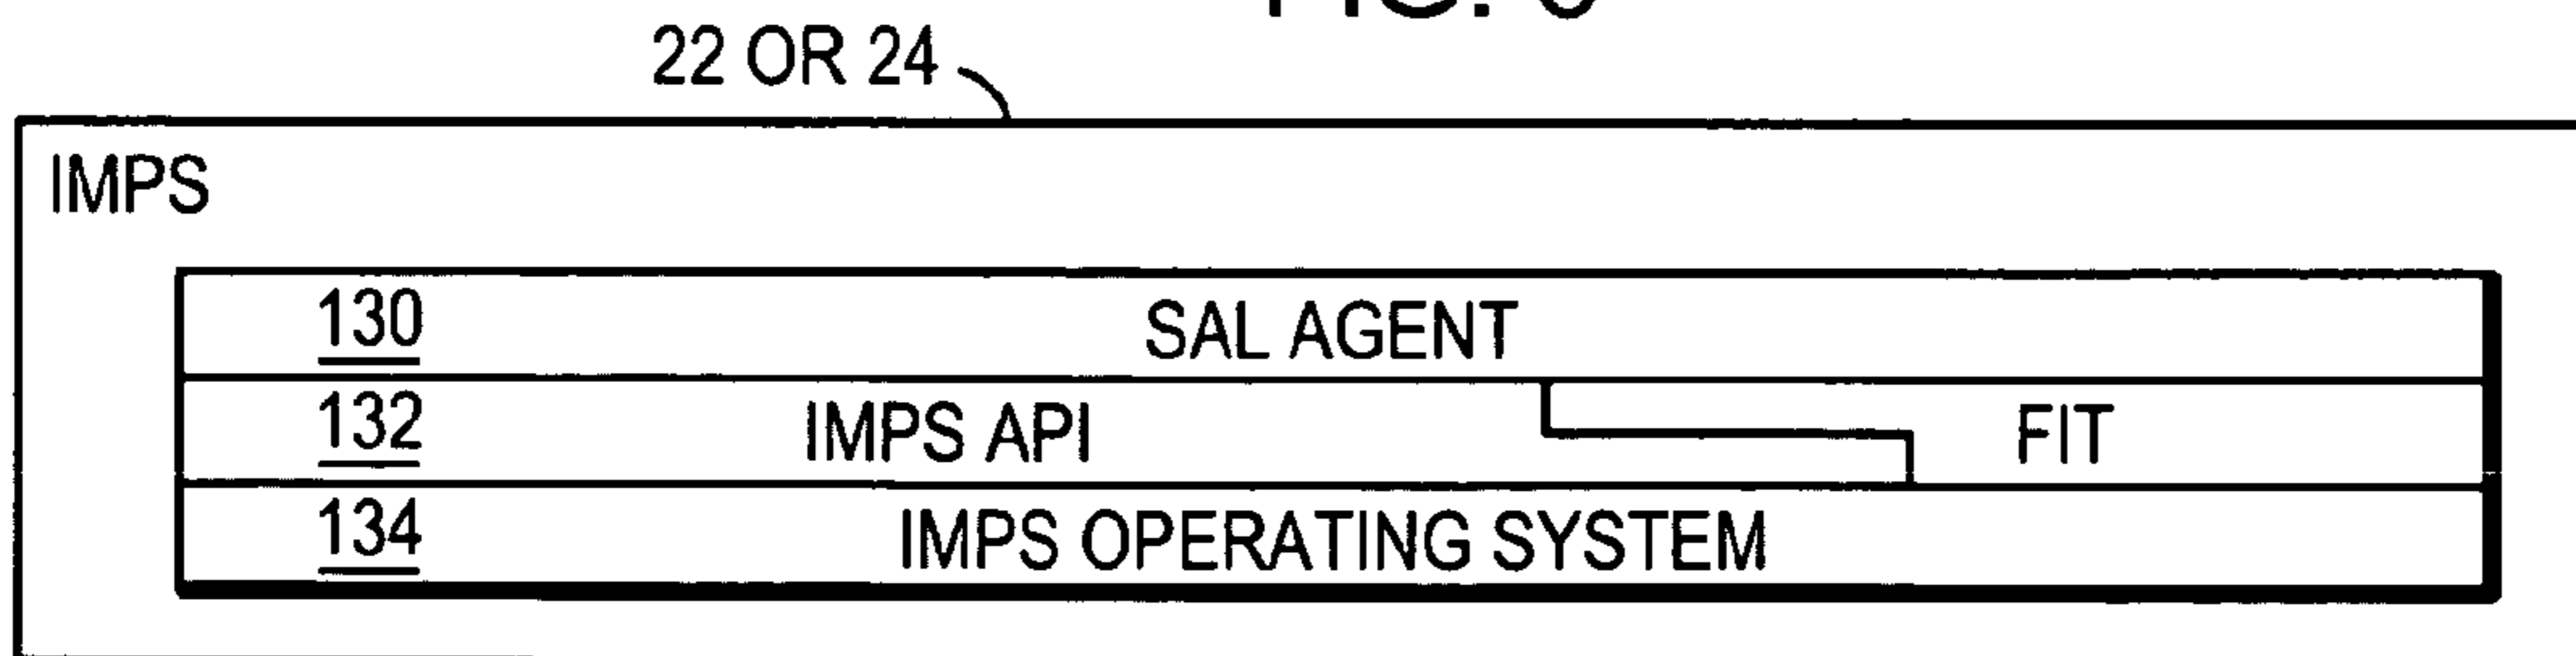 22 OR 24
IMPS
130 SAL AGENT
132 IMPS API FIT
134 IMPS OPERATING SYSTEM